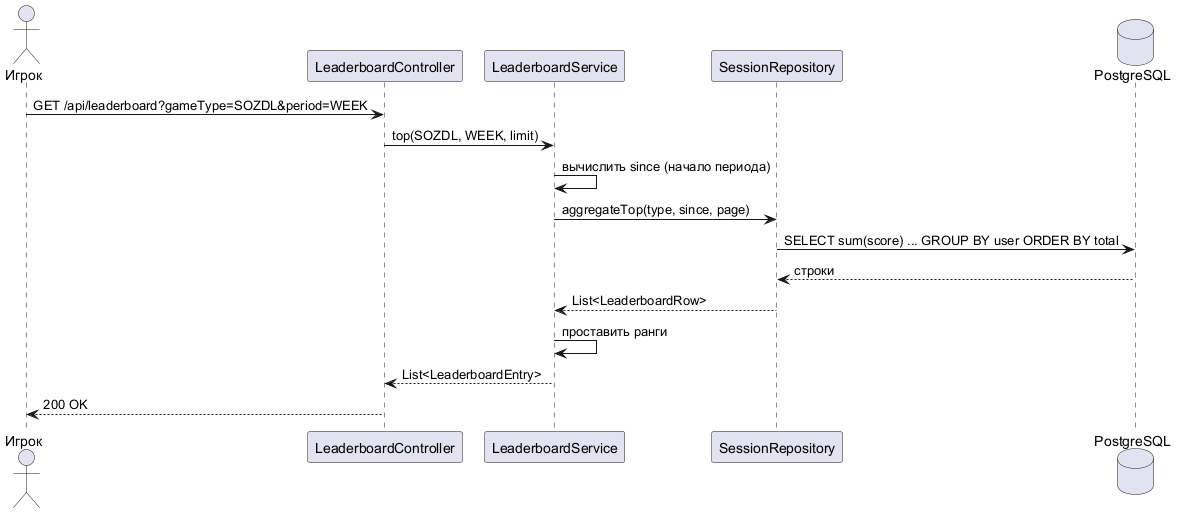 Игрок
LeaderboardController
LeaderboardService
SessionRepository
PostgreSQL
GET /api/leaderboard?gameType=SOZDL&period=WEEK
top(SOZDL, WEEK, limit)
вычислить since (начало периода)
aggregateTop(type, since, page)
SELECT sum(score) ... GROUP BY user ORDER BY total
строки
List<LeaderboardRow>
проставить ранги
List<LeaderboardEntry>
200 OK
Игрок
LeaderboardController
LeaderboardService
SessionRepository
PostgreSQL